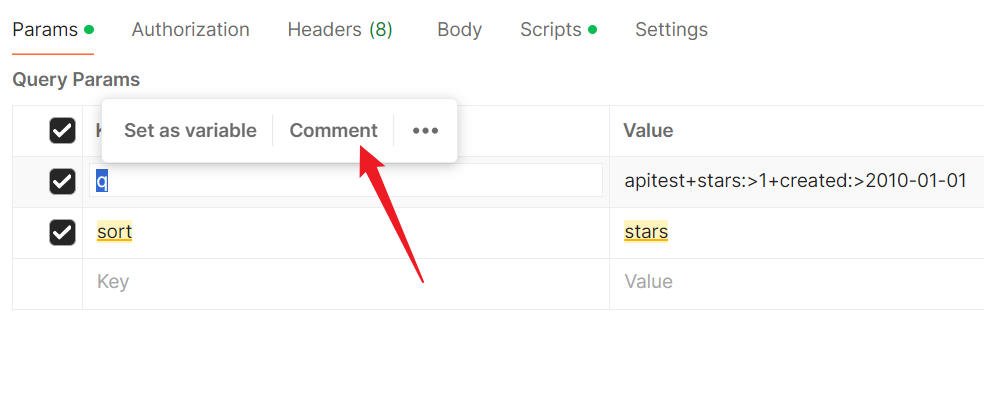 Params Authorization Headers (8) Body Scripts Settings
Query Params
Set as variable Comment
Value
q apitest+stars:>1+created:>2010-01-01
sort stars
Key Value